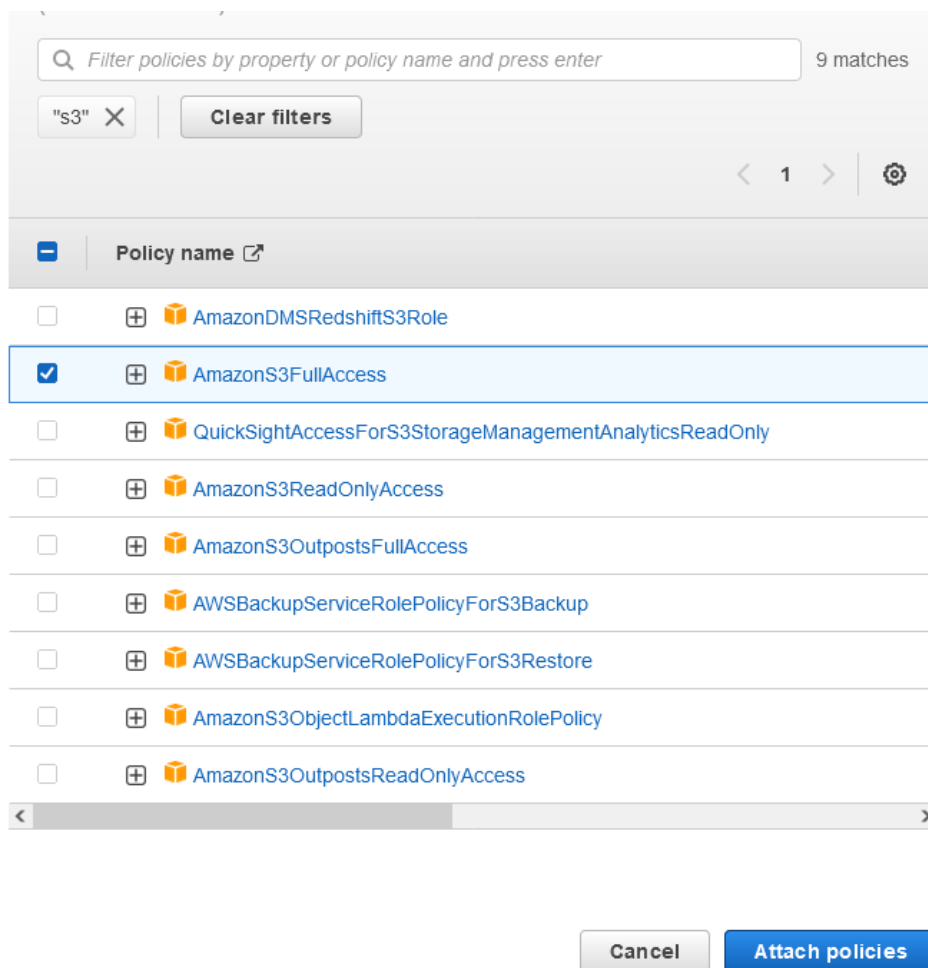 Filter policies by property or policy name and press enter
9 matches
"s3"
Clear filters
1
Policy name
AmazonDMSRedshiftS3Role
AmazonS3FullAccess
QuickSightAccessForS3StorageManagementAnalyticsReadOnly
AmazonS3ReadOnlyAccess
AmazonS3OutpostsFullAccess
AWSBackupServiceRolePolicyForS3Backup
AWSBackupServiceRolePolicyForS3Restore
AmazonS3ObjectLambdaExecutionRolePolicy
AmazonS3OutpostsReadOnlyAccess
Cancel
Attach policies